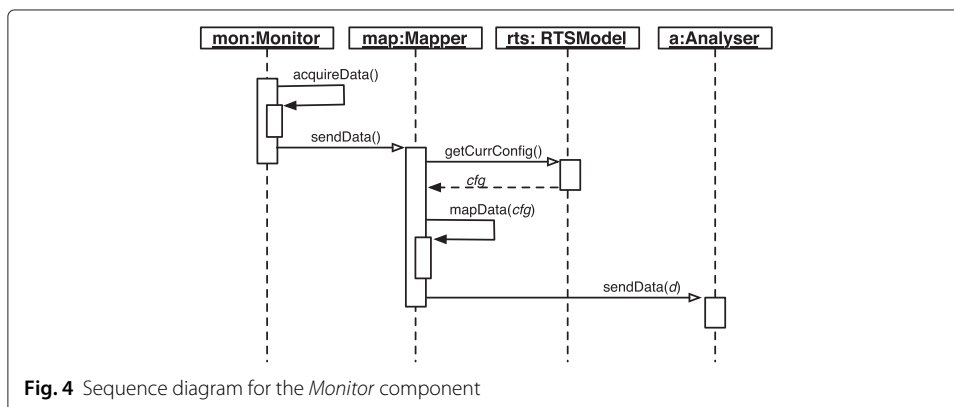 mon:Monitor map:Mapper rts: RTSModel a:Analyser
acquireData()
sendData()
getCurrConfig()
cfg
mapData(cfg)
sendData(d)
Fig. 4 Sequence diagram for the Monitor component